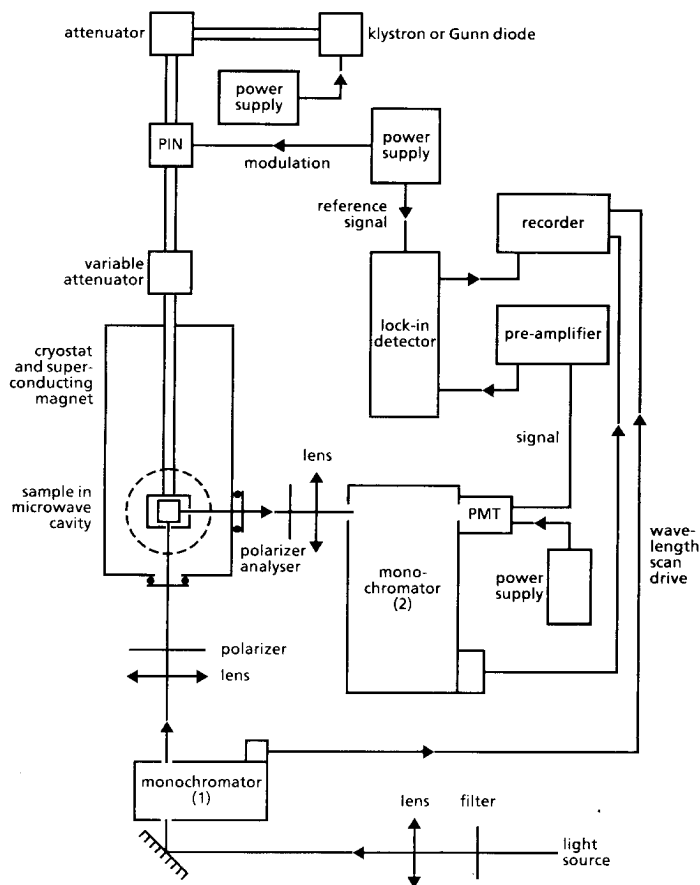 attenuator
klystron or Gunn diode
power
supply
PIN
modulation
power
supply
reference
signal
recorder
variable
attenuator
lock-in
detector
pre-amplifier
cryostat
and super-
conducting
magnet
signal
lens
sample in
microwave
cavity
PMT
polarizer
analyser
mono-
chromator
(2)
power
supply
wave-
length
scan
drive
polarizer
lens
monochromator
(1)
lens
filter
light
source